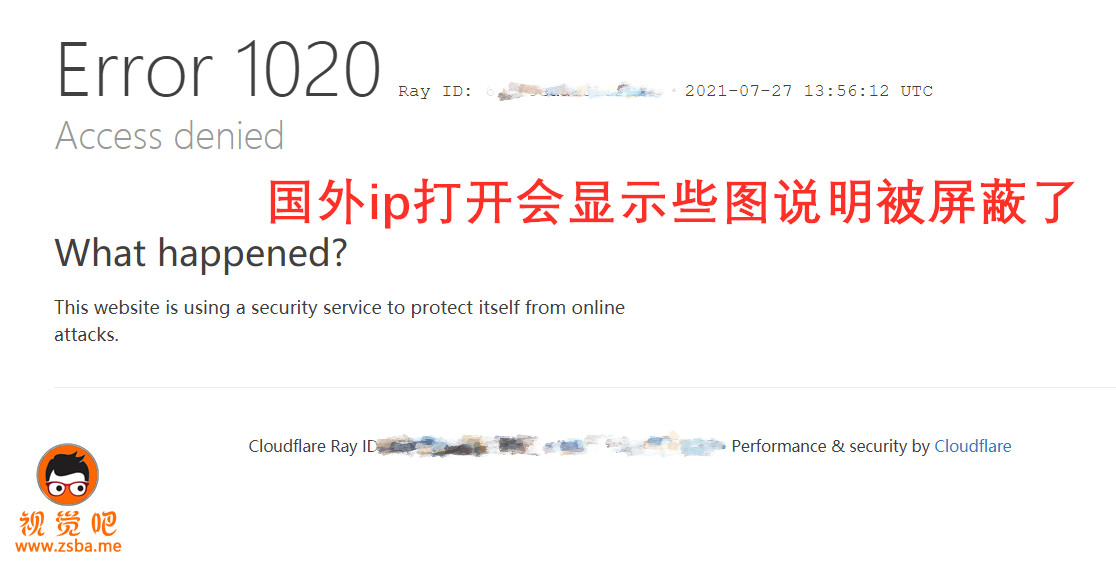 Error 1020 Ray ID: • 2021-07-27 13:56:12 UTC
Access denied
国外ip打开会显示些图说明被屏蔽了
What happened?
This website is using a security service to protect itself from online
attacks.
Cloudflare Ray ID • Performance & security by Cloudflare
视觉吧
www.zsba.me